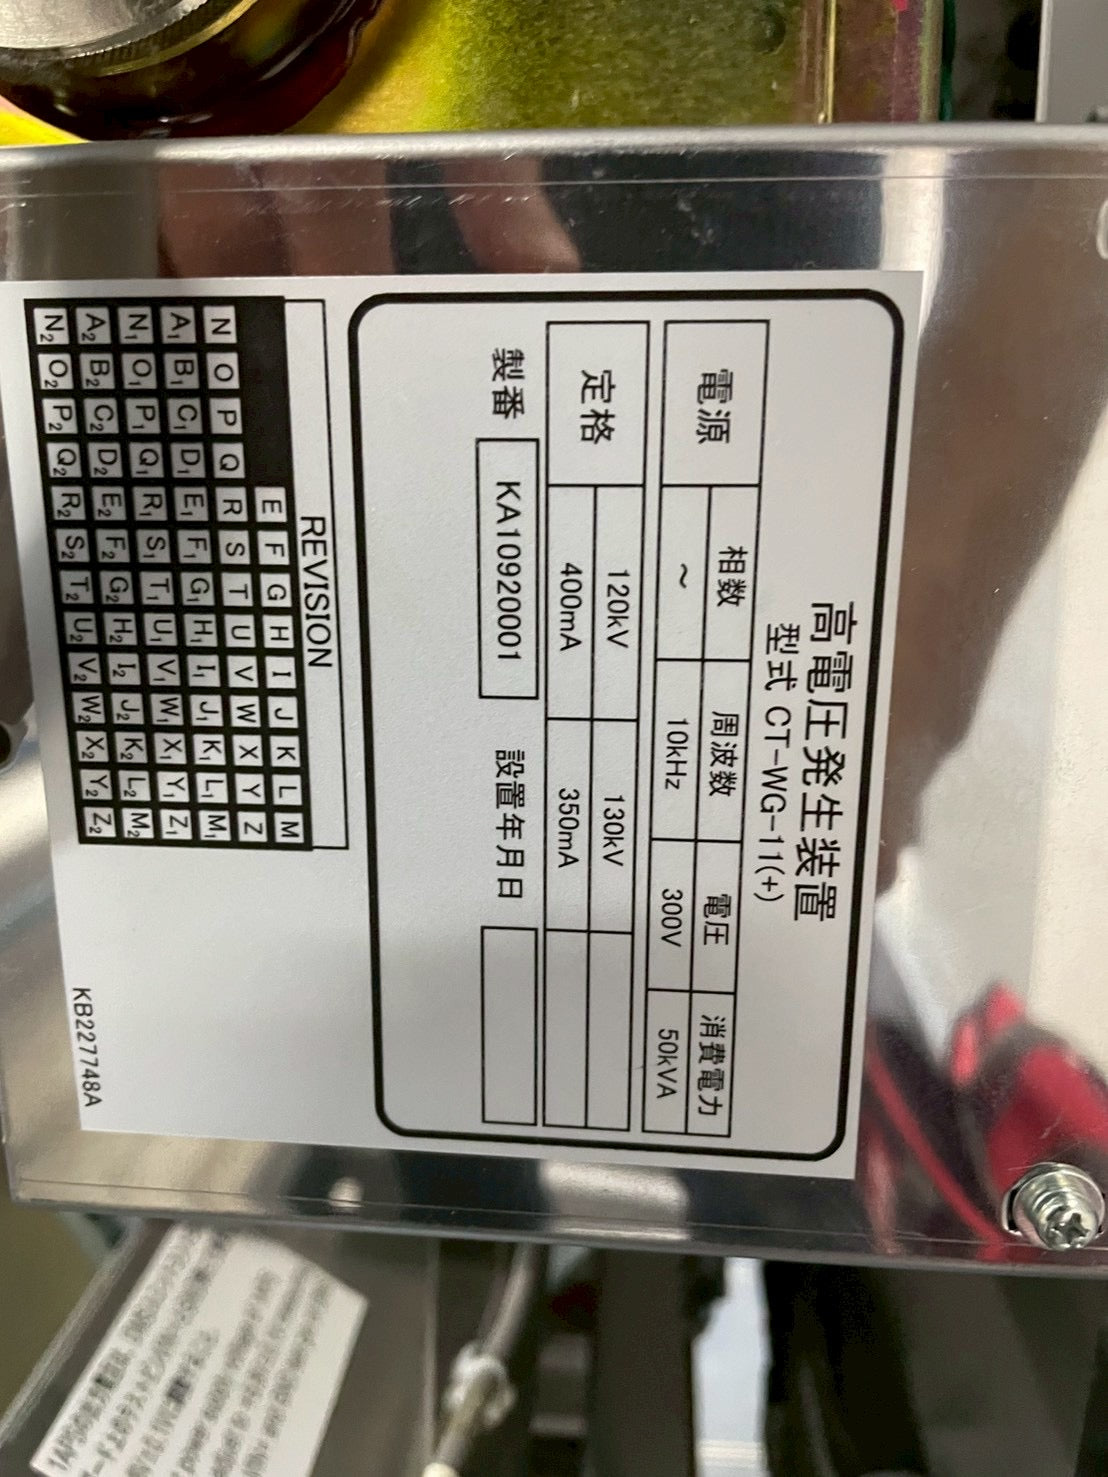 高電圧発生装置
型式 CT-WG-11(+)
電源 相数 周波数 電圧 消費電力
~ 10kHz 300V 50kVA
定格 120kV 130kV
400mA 350mA
製番 KA1092001 設置年月日
REVISION
E F G H I J K L M
N O P Q R S T U V W X Y Z
A₁ B₁ C₁ D₁ E₁ F₁ G₁ H₁ I₁ J₁ K₁ L₁ M₁
N₁ O₁ P₁ Q₁ R₁ S₁ T₁ U₁ V₁ W₁ X₁ Y₁ Z₁
A₂ B₂ C₂ D₂ E₂ F₂ G₂ H₂ I₂ J₂ K₂ L₂ M₂
N₂ O₂ P₂ Q₂ R₂ S₂ T₂ U₂ V₂ W₂ X₂ Y₂ Z₂
KB227748A